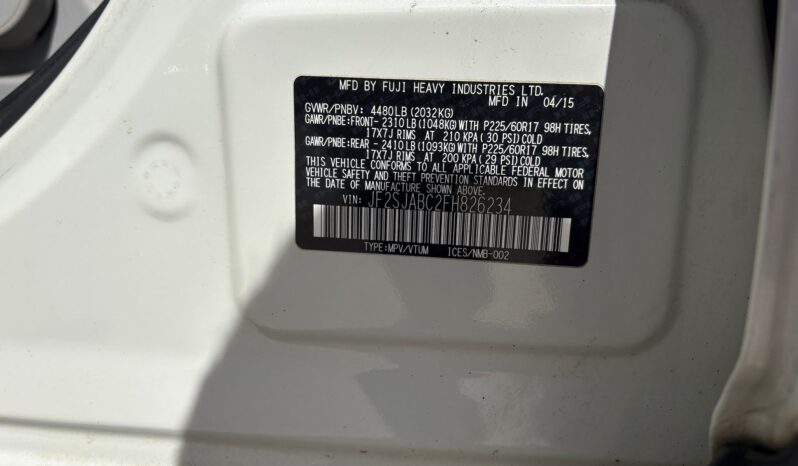 MFD BY FUJI HEAVY INDUSTRIES LTD.
MFD IN 04/15
GVWR/PNBV: 4480LB (2032KG)
GAWR/PNBE:FRONT- 2310 LB (1048KG) WITH P225/60R17 98H TIRES,
17X7J RIMS AT 210 KPA ( 30 PSI) COLD
GAWR/PNBE:REAR - 2410 LB (1093KG) WITH P225/60R17 98H TIRES,
17X7J RIMS AT 200 KPA ( 29 PSI) COLD
THIS VEHICLE CONFORMS TO ALL APPLICABLE FEDERAL MOTOR
VEHICLE SAFETY AND THEFT PREVENTION STANDARDS IN EFFECT ON
THE DATE OF MANUFACTURE SHOWN ABOVE.
VIN: JF2SJABC2FH826234
TYPE:MPV/VTUM ICES/NMB-002